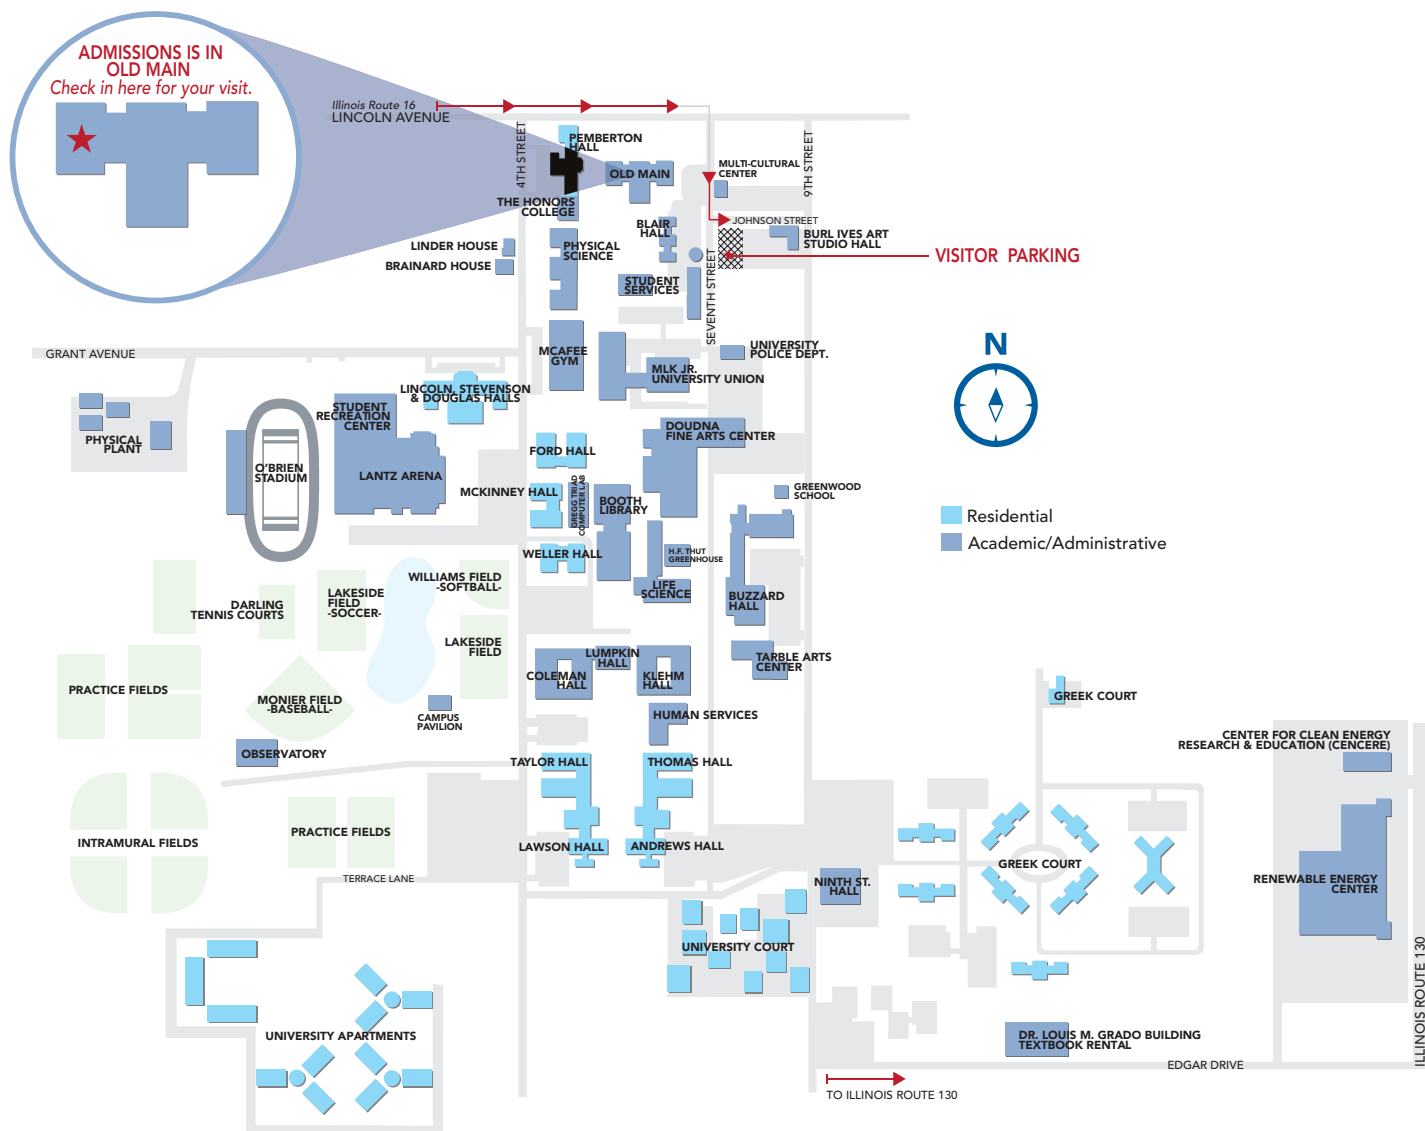 ADMISSIONS IS IN
OLD MAIN
Check in here for your visit.
Illinois Route 16
LINCOLN AVENUE
4TH STREET
PEMBERTON
HALL
OLD MAIN
MULTI-CULTURAL
CENTER
9TH STREET
THE HONORS
COLLEGE
JOHNSON STREET
BLAIR
HALL
BURL IVES ART
STUDIO HALL
LINDER HOUSE
PHYSICAL
SCIENCE
VISITOR PARKING
BRAINARD HOUSE
STUDENT
SERVICES
SEVENTH STREET
N
GRANT AVENUE
MCAFEE
GYM
UNIVERSITY
POLICE DEPT.
MLK JR.
UNIVERSITY UNION
LINCOLN, STEVENSON
& DOUGLAS HALLS
STUDENT
RECREATION
CENTER
DOUDNA
FINE ARTS CENTER
PHYSICAL
PLANT
FORD HALL
O'BRIEN
STADIUM
LANTZ ARENA
MCKINNEY HALL
GREGG TRIAD
COMPUTER LAB
BOOTH
LIBRARY
GREENWOOD
SCHOOL
Residential
Academic/Administrative
WELLER HALL
H.F. THUT
GREENHOUSE
WILLIAMS FIELD
-SOFTBALL-
LIFE
SCIENCE
BUZZARD
HALL
DARLING
TENNIS COURTS
LAKESIDE
FIELD
-SOCCER-
LAKESIDE
FIELD
LUMPKIN
HALL
TARBLE ARTS
CENTER
COLEMAN
HALL
KLEHM
HALL
PRACTICE FIELDS
MONIER FIELD
-BASEBALL-
CAMPUS
PAVILION
HUMAN SERVICES
GREEK COURT
OBSERVATORY
TAYLOR HALL
THOMAS HALL
CENTER FOR CLEAN ENERGY
RESEARCH & EDUCATION (CENCERE)
INTRAMURAL FIELDS
PRACTICE FIELDS
LAWSON HALL
ANDREWS HALL
GREEK COURT
TERRACE LANE
NINTH ST.
HALL
RENEWABLE ENERGY
CENTER
UNIVERSITY COURT
ILLINOIS ROUTE 130
UNIVERSITY APARTMENTS
DR. LOUIS M. GRADO BUILDING
TEXTBOOK RENTAL
EDGAR DRIVE
TO ILLINOIS ROUTE 130